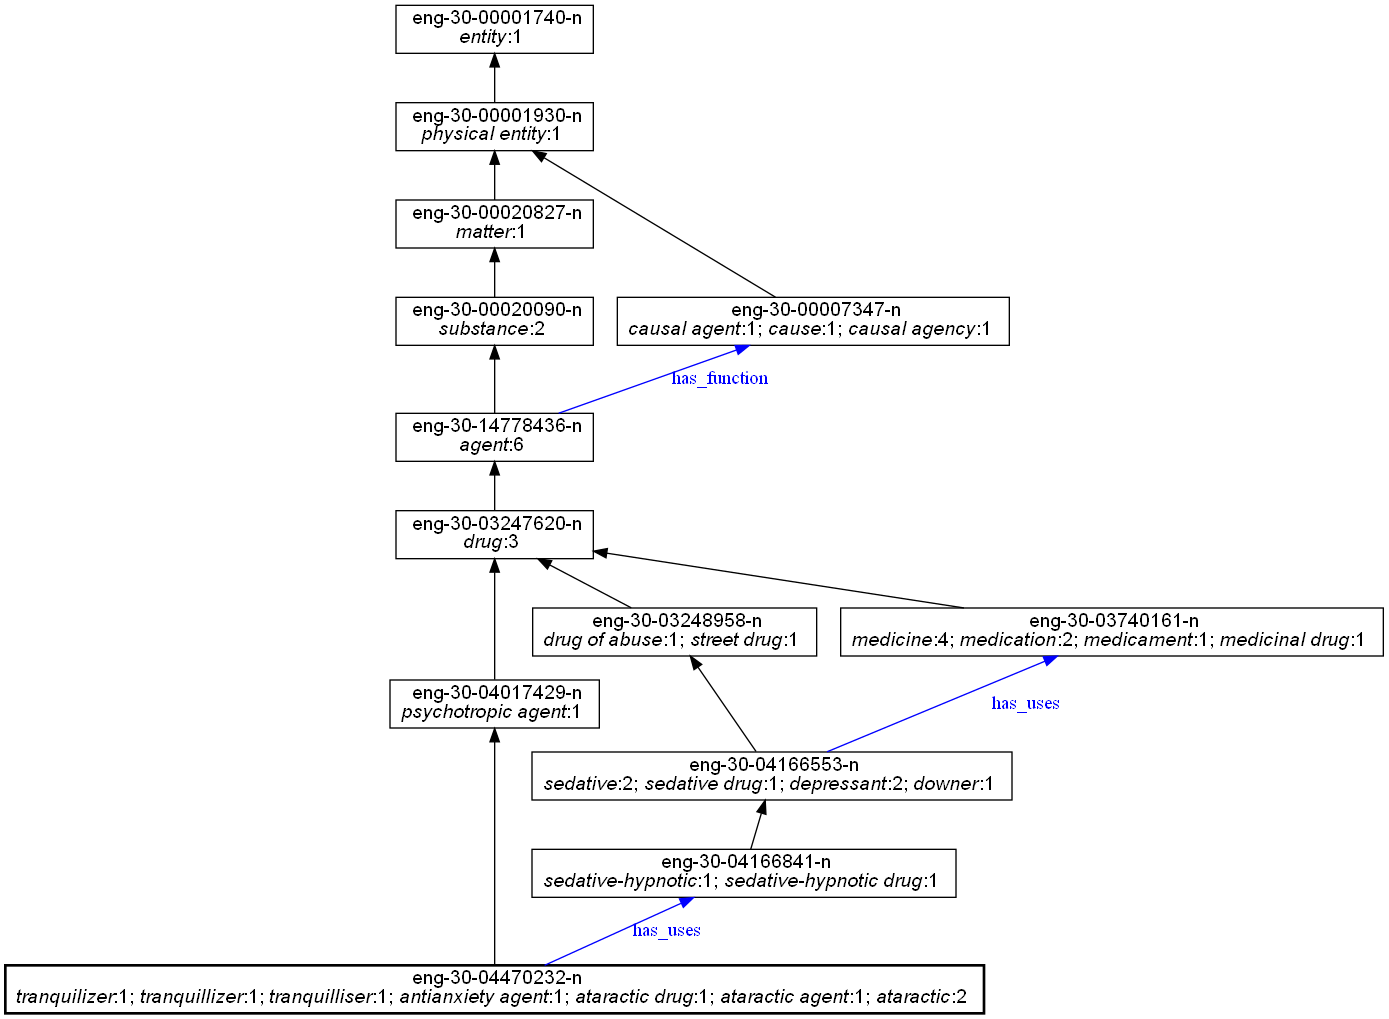 eng-30-00001740-n
entity:1
eng-30-00001930-n
physical entity:1
eng-30-00020827-n
matter:1
eng-30-00020090-n
substance:2
eng-30-00007347-n
causal agent:1; cause:1; causal agency:1
has_function
eng-30-14778436-n
agent:6
eng-30-03247620-n
drug:3
eng-30-03248958-n
drug of abuse:1; street drug:1
eng-30-03740161-n
medicine:4; medication:2; medicament:1; medicinal drug:1
eng-30-04017429-n
psychotropic agent:1
has_uses
eng-30-04166553-n
sedative:2; sedative drug:1; depressant:2; downer:1
eng-30-04166841-n
sedative-hypnotic:1; sedative-hypnotic drug:1
has_uses
eng-30-04470232-n
tranquilizer:1; tranquillizer:1; tranquilliser:1; antianxiety agent:1; ataractic drug:1; ataractic agent:1; ataractic:2